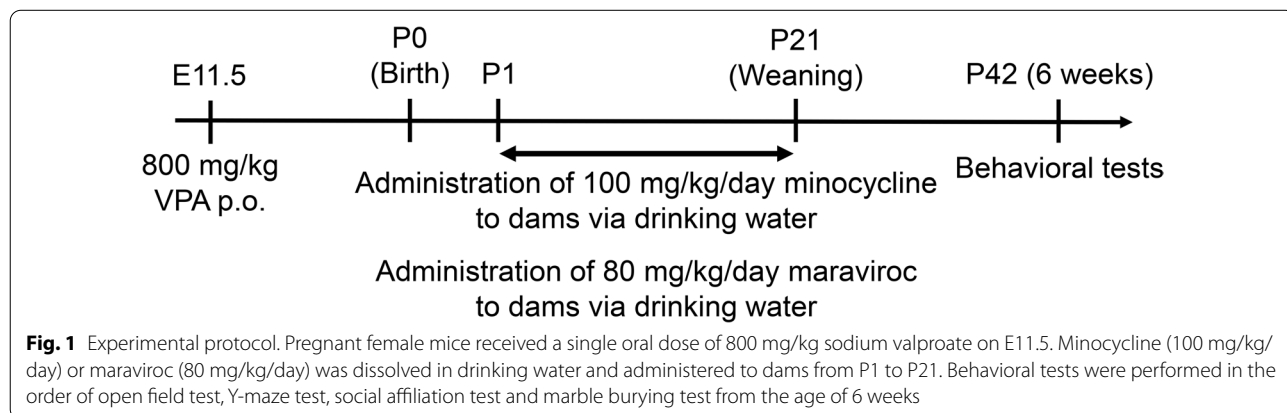 E11.5
P0
(Birth)
P1
P21
(Weaning)
P42 (6 weeks)
800 mg/kg
VPA p.o.
Administration of 100 mg/kg/day minocycline
to dams via drinking water
Behavioral tests
Administration of 80 mg/kg/day maraviroc
to dams via drinking water
Fig. 1 Experimental protocol. Pregnant female mice received a single oral dose of 800 mg/kg sodium valproate on E11.5. Minocycline (100 mg/kg/
day) or maraviroc (80 mg/kg/day) was dissolved in drinking water and administered to dams from P1 to P21. Behavioral tests were performed in the
order of open field test, Y-maze test, social affiliation test and marble burying test from the age of 6 weeks